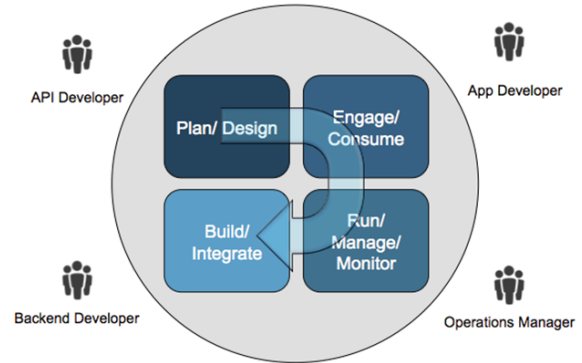 API Developer
App Developer
Plan/ Design
Engage/
Consume
Build/
Integrate
Run/
Manage/
Monitor
Backend Developer
Operations Manager